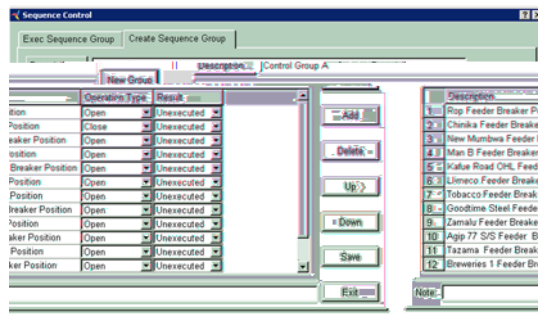 Sequence Control
Exec Sequence Group Create Sequence Group
Description Control Group A
New Group
Operation Type Result
ition Open Unexecuted
Position Close Unexecuted
eaker Position Open Unexecuted
osition Open Unexecuted
Breaker Position Open Unexecuted
Position Open Unexecuted
Position Open Unexecuted
Breaker Position Open Unexecuted
Position Open Unexecuted
aker Position Open Unexecuted
Position Open Unexecuted
ker Position Open Unexecuted
Add
Delete
Up
Down
Save
Exit
Description
1 Rop Feeder Breaker P
2 Chinika Feeder Breake
3 New Mumbwa Feeder
4 Man B Feeder Breaker
5 Kafue Road OHL Feed
6 Llimeco Feeder Breaker
7 Tobacco Feeder Break
8 Goodtime Steel Feede
9 Zamalu Feeder Breake
10 Agip 77 S/S Feeder B
11 Tazama Feeder Break
12 Breweries 1 Feeder Br
Note: